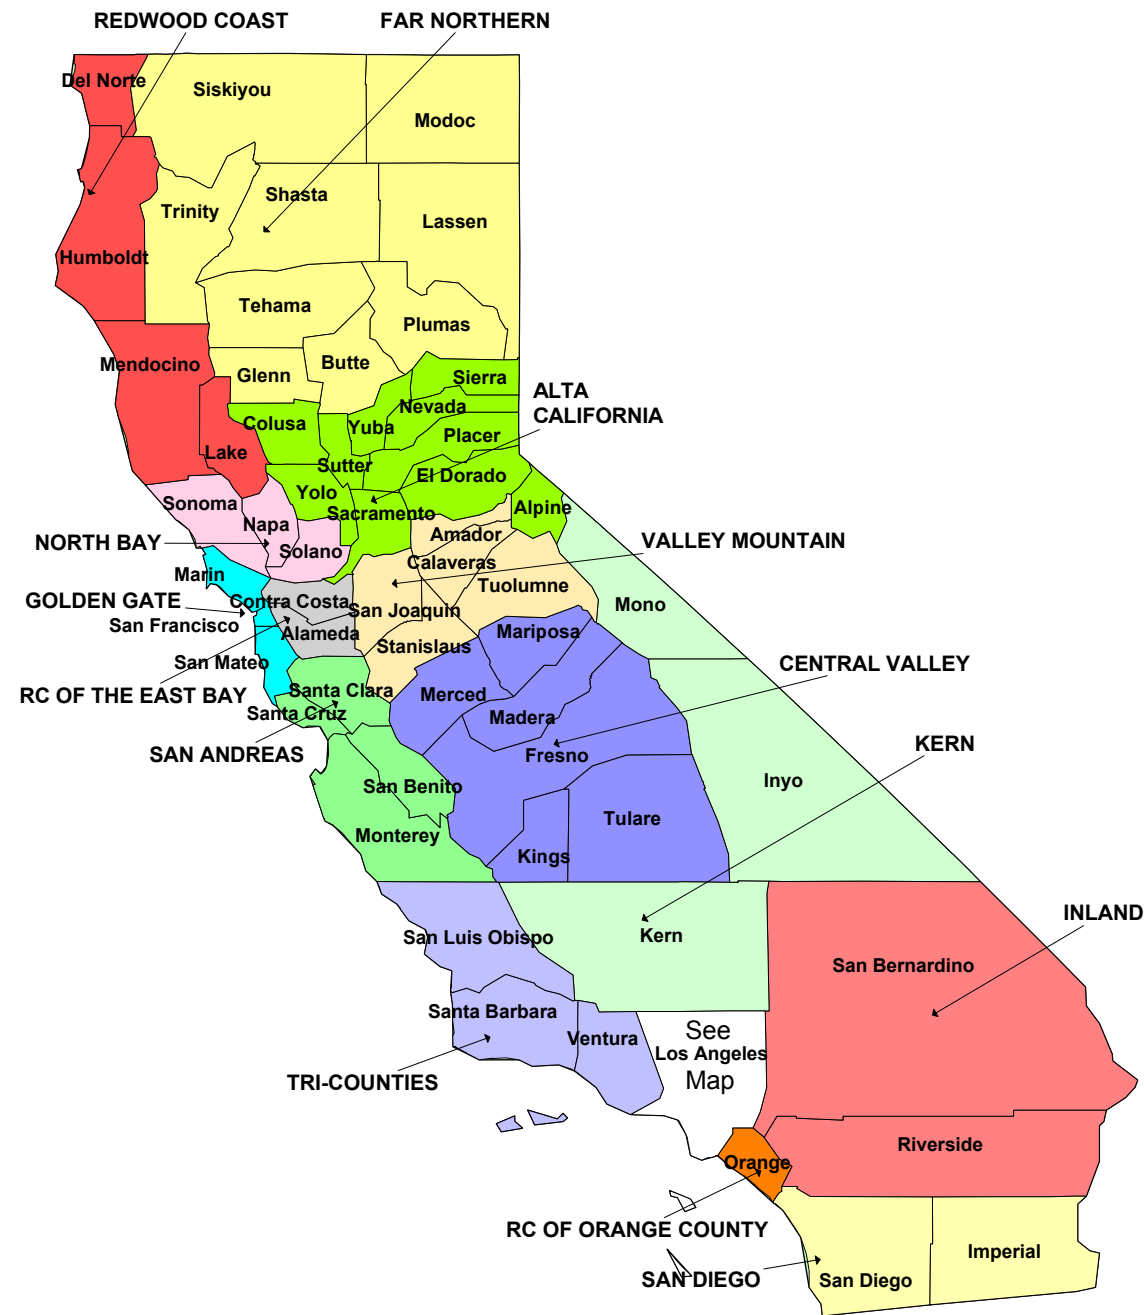 REDWOOD COAST
FAR NORTHERN
Del Norte
Siskiyou
Modoc
Shasta
Trinity
Lassen
Humboldt
Tehama
Plumas
Mendocino
Butte
Glenn
Sierra
ALTA
CALIFORNIA
Nevada
Colusa
Yuba
Placer
Lake
Sutter
El Dorado
Yolo
Sonoma
Sacramento
Alpine
Napa
Amador
NORTH BAY
Solano
VALLEY MOUNTAIN
Calaveras
Marin
Tuolumne
GOLDEN GATE
Contra Costa
San Joaquin
Mono
San Francisco
Alameda
Mariposa
Stanislaus
San Mateo
CENTRAL VALLEY
RC OF THE EAST BAY
Santa Clara
Merced
Santa Cruz
Madera
SAN ANDREAS
Fresno
KERN
San Benito
Inyo
Tulare
Monterey
Kings
INLAND
San Luis Obispo
Kern
San Bernardino
Santa Barbara
Ventura
See
Los Angeles
Map
TRI-COUNTIES
Riverside
Orange
RC OF ORANGE COUNTY
Imperial
SAN DIEGO
San Diego